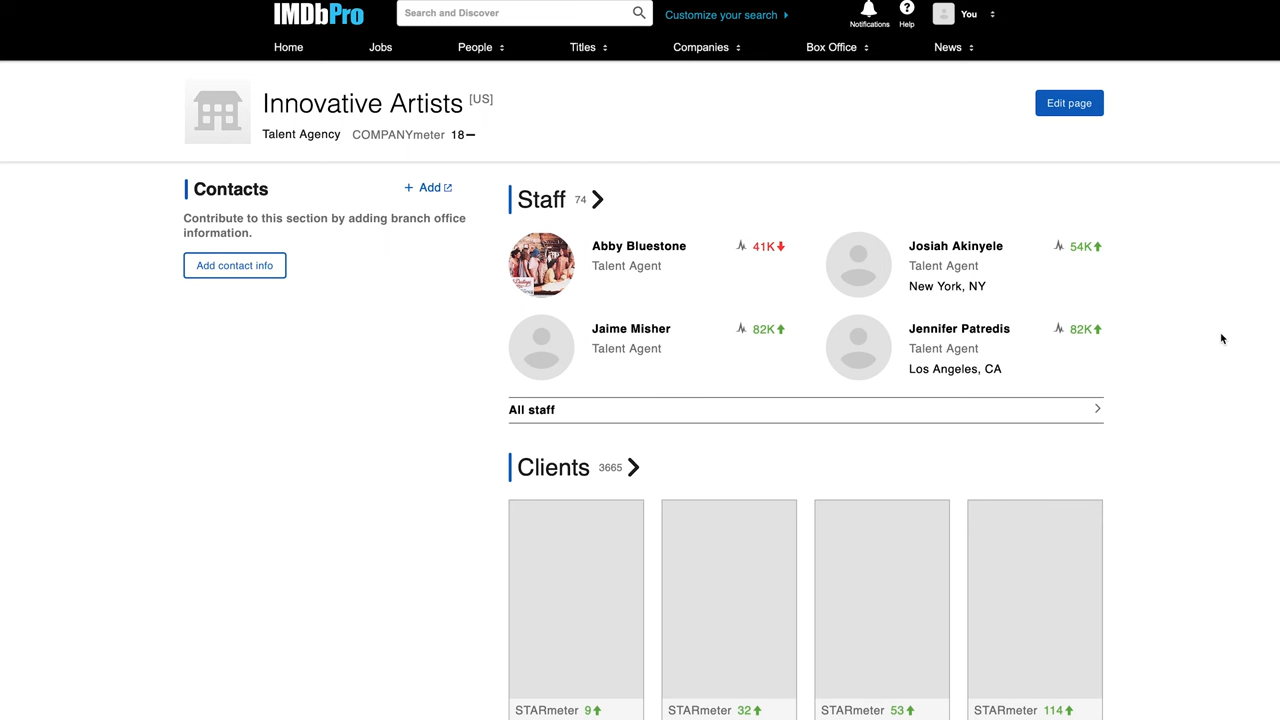 IMDbPro
Search and Discover
Customize your search
Notifications
Help
You
Home
Jobs
People
Titles
Companies
Box Office
News
Innovative Artists [US]
Talent Agency COMPANYmeter 18
Edit page
Contacts
+ Add
Contribute to this section by adding branch office
information.
Add contact info
Staff 74
Abby Bluestone 41K
Talent Agent
Josiah Akinyele 54K
Talent Agent
New York, NY
Jaime Misher 82K
Talent Agent
Jennifer Patredis 82K
Talent Agent
Los Angeles, CA
All staff
Clients 3665
STARmeter 9
STARmeter 32
STARmeter 53
STARmeter 114